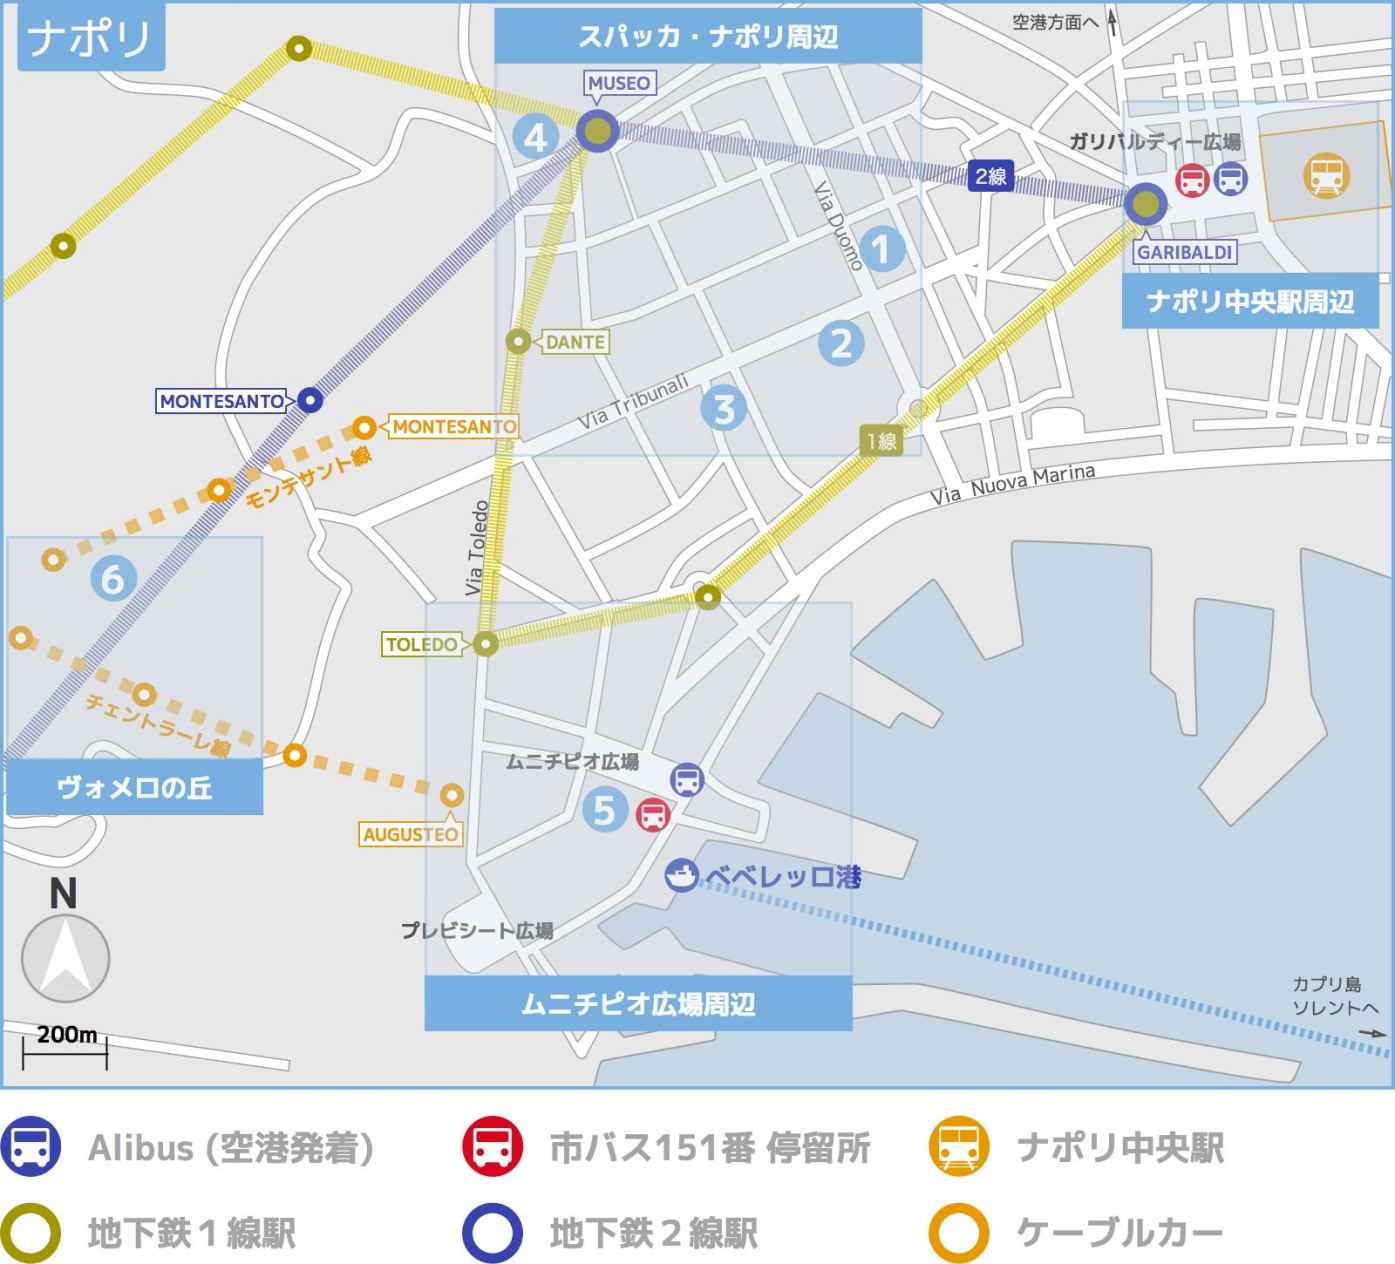 ナポリ
スパッカ・ナポリ周辺
空港方面へ
MUSEO
4
ガリバルディー広場
2線
Via Duomo
1
GARIBALDI
ナポリ中央駅周辺
DANTE
2
MONTESANTO
3
Via Tribunali
MONTESANTO
1線
モンテサント線
Via Nuova Marina
Via Toledo
6
TOLEDO
チェントラーレ線
ムニチピオ広場
ヴォメロの丘
5
AUGUSTEO
ベベレッロ港
N
プレビシート広場
カプリ島
ソレントへ
ムニチピオ広場周辺
200m
Alibus (空港発着)
市バス151番 停留所
ナポリ中央駅
地下鉄１線駅
地下鉄２線駅
ケーブルカー